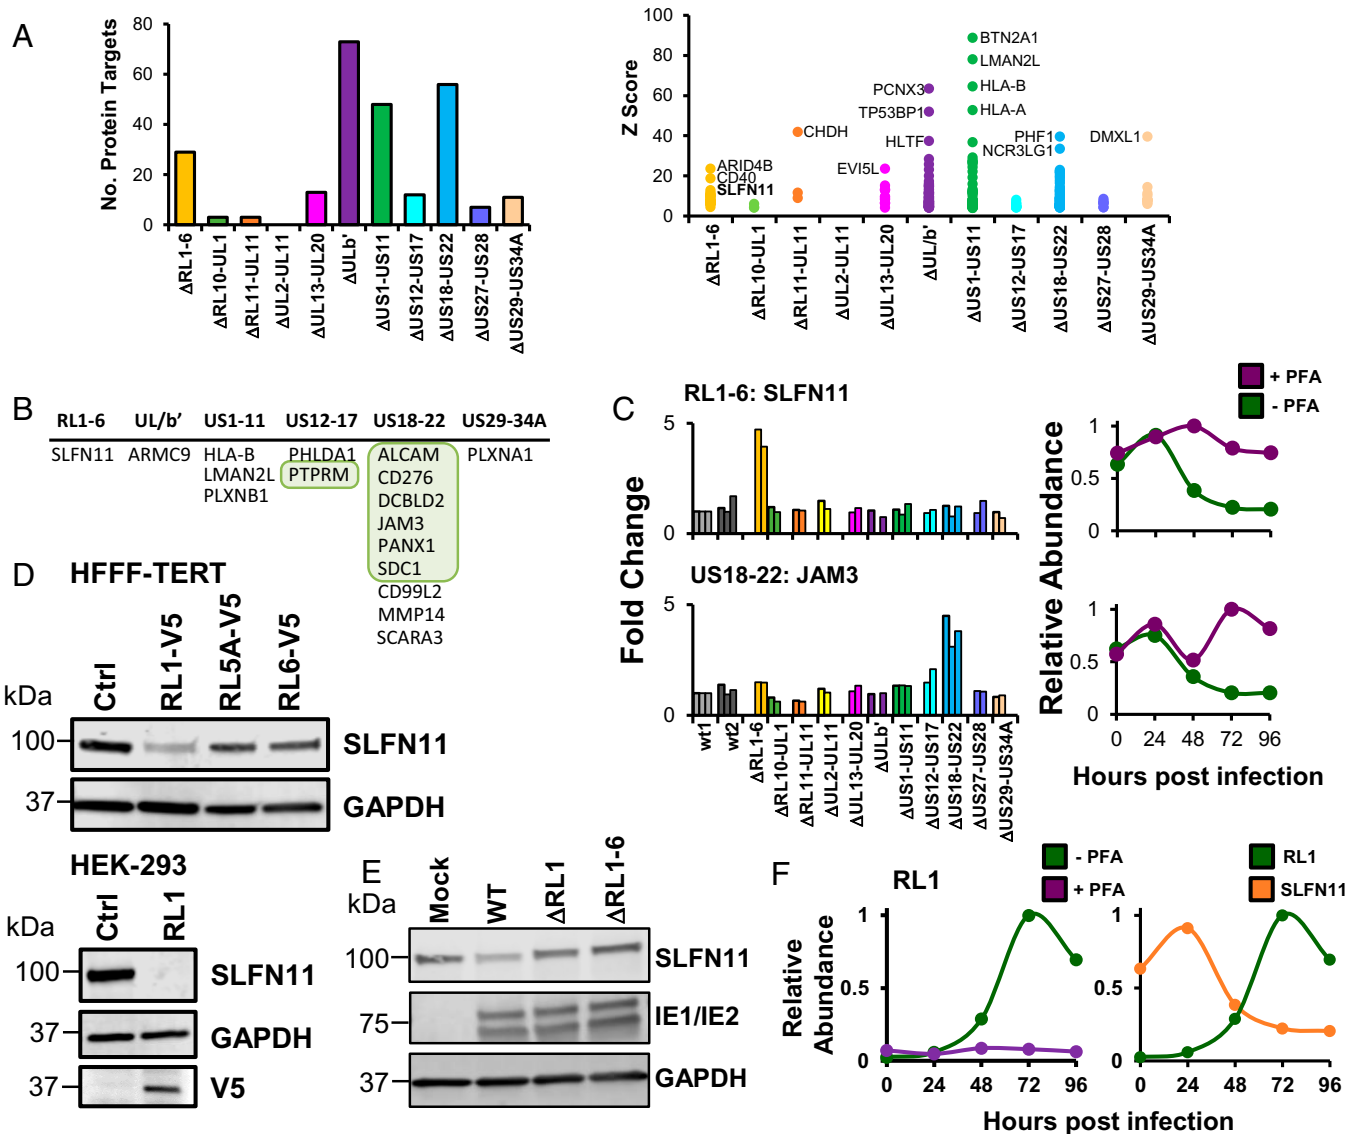 A
No. Protein Targets
80
60
40
20
0
ΔRL1-6
ΔRL10-UL1
ΔRL11-UL11
ΔUL2-UL11
ΔUL13-UL20
ΔULb'
ΔUS1-US11
ΔUS12-US17
ΔUS18-US22
ΔUS27-US28
ΔUS29-US34A
Z Score
100
80
60
40
20
0
ARID4B
CD40
SLFN11
CHDH
EVI5L
PCNX3
TP53BP1
HLTF
BTN2A1
LMAN2L
HLA-B
HLA-A
PHF1
NCR3LG1
DMXL1
ΔRL1-6
ΔRL10-UL1
ΔRL11-UL11
ΔUL2-UL11
ΔUL13-UL20
ΔUL/b'
ΔUS1-US11
ΔUS12-US17
ΔUS18-US22
ΔUS27-US28
ΔUS29-US34A
B
RL1-6 UL/b' US1-11 US12-17 US18-22 US29-34A
SLFN11 ARMC9 HLA-B PHLDA1 ALCAM PLXNA1
LMAN2L PTPRM CD276
PLXNB1 DCBLD2
JAM3
PANX1
SDC1
CD99L2
MMP14
SCARA3
C
RL1-6: SLFN11
5
0
US18-22: JAM3
5
0
Fold Change
wt1
wt2
ΔRL1-6
ΔRL10-UL1
ΔRL11-UL11
ΔUL2-UL11
ΔUL13-UL20
ΔULb'
ΔUS1-US11
ΔUS12-US17
ΔUS18-US22
ΔUS27-US28
ΔUS29-US34A
+ PFA
- PFA
Relative Abundance
1
0.5
0
1
0.5
0
0 24 48 72 96
Hours post infection
D
HFFF-TERT
kDa
Ctrl
RL1-V5
RL5A-V5
RL6-V5
100
SLFN11
37
GAPDH
HEK-293
kDa
Ctrl
RL1
100
SLFN11
37
GAPDH
37
V5
E
kDa
Mock
WT
ΔRL1
ΔRL1-6
100
SLFN11
75
IE1/IE2
37
GAPDH
F
RL1
- PFA
+ PFA
RL1
SLFN11
Relative
Abundance
1
0.5
0
0 24 48 72 96
1
0.5
0
0 24 48 72 96
Hours post infection